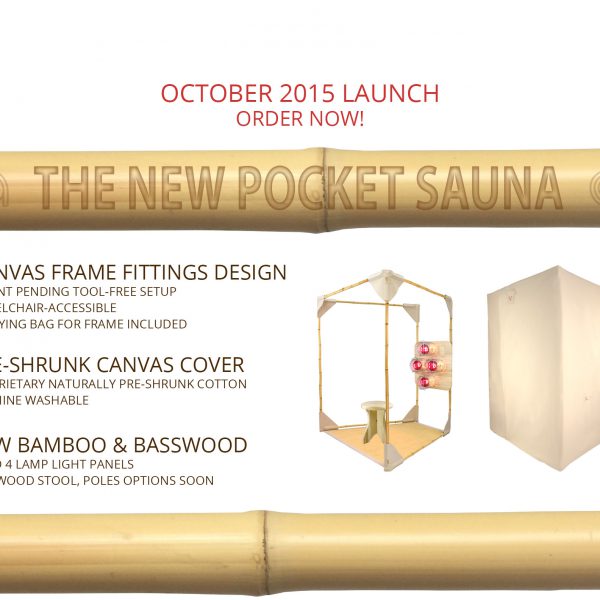 OCTOBER 2015 LAUNCH
ORDER NOW!
THE NEW POCKET SAUNA
NVAS FRAME FITTINGS DESIGN
NT PENDING TOOL-FREE SETUP
ELCHAIR-ACCESSIBLE
YING BAG FOR FRAME INCLUDED
E-SHRUNK CANVAS COVER
RIETARY NATURALLY PRE-SHRUNK COTTON
HINE WASHABLE
W BAMBOO & BASSWOOD
4 LAMP LIGHT PANELS
WOOD STOOL, POLES OPTIONS SOON